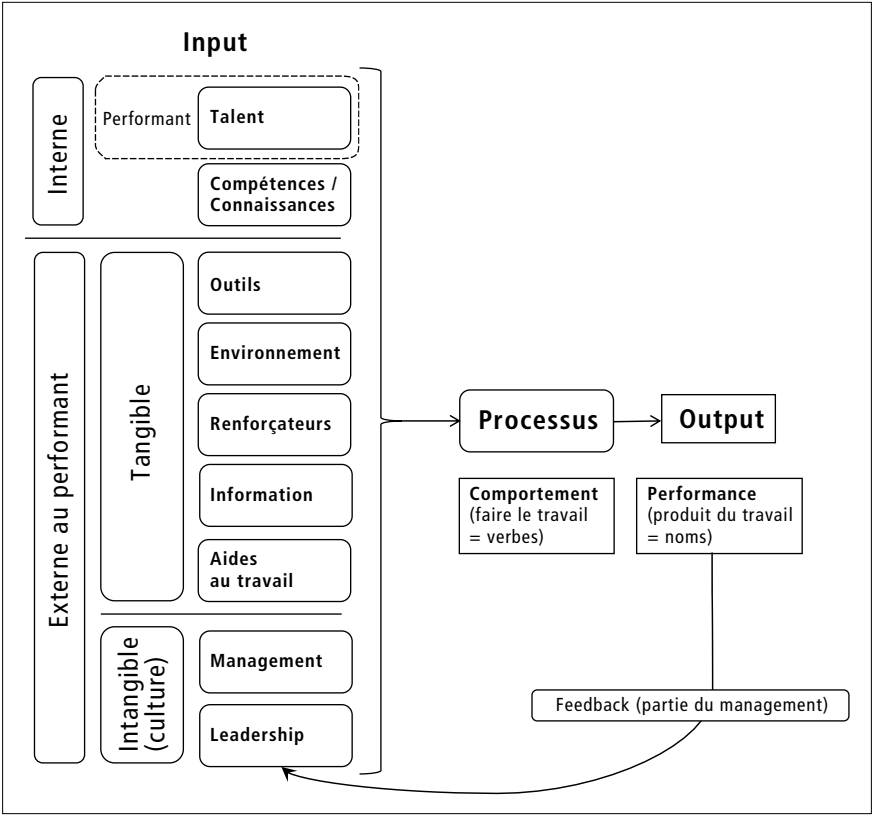 Input
Interne
Performant
Talent
Compétences /
Connaissances
Externe au performant
Tangible
Outils
Environnement
Renforçateurs
Information
Aides
au travail
Intangible
(culture)
Management
Leadership
Processus
Output
Comportement
(faire le travail
= verbes)
Performance
(produit du travail
= noms)
Feedback (partie du management)